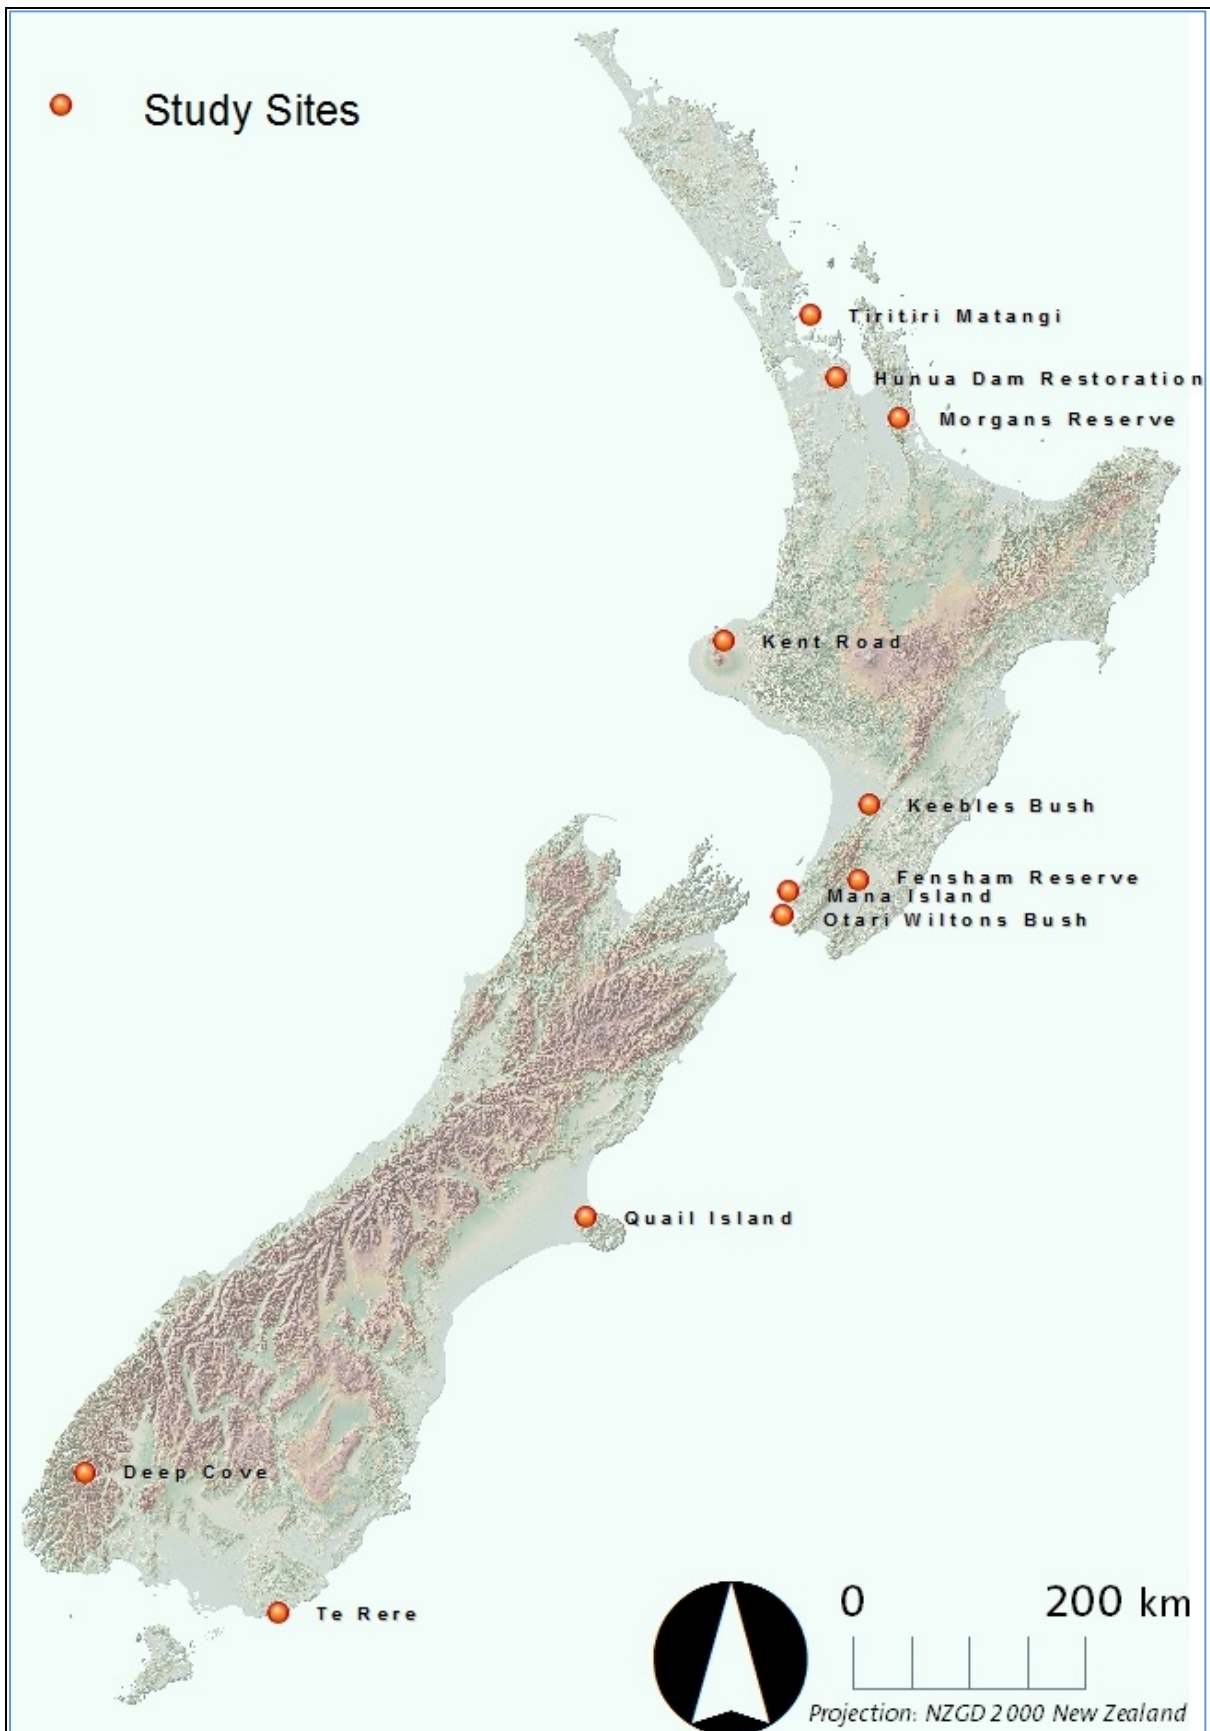 Study Sites
Tiritiri Matangi
Hunua Dam Restoration
Morgans Reserve
Kent Road
Keebles Bush
Fensham Reserve
Mana Island
Otari Wiltons Bush
Quail Island
Deep Cove
Te Rere
0 200 km
Projection: NZGD 2000 New Zealand